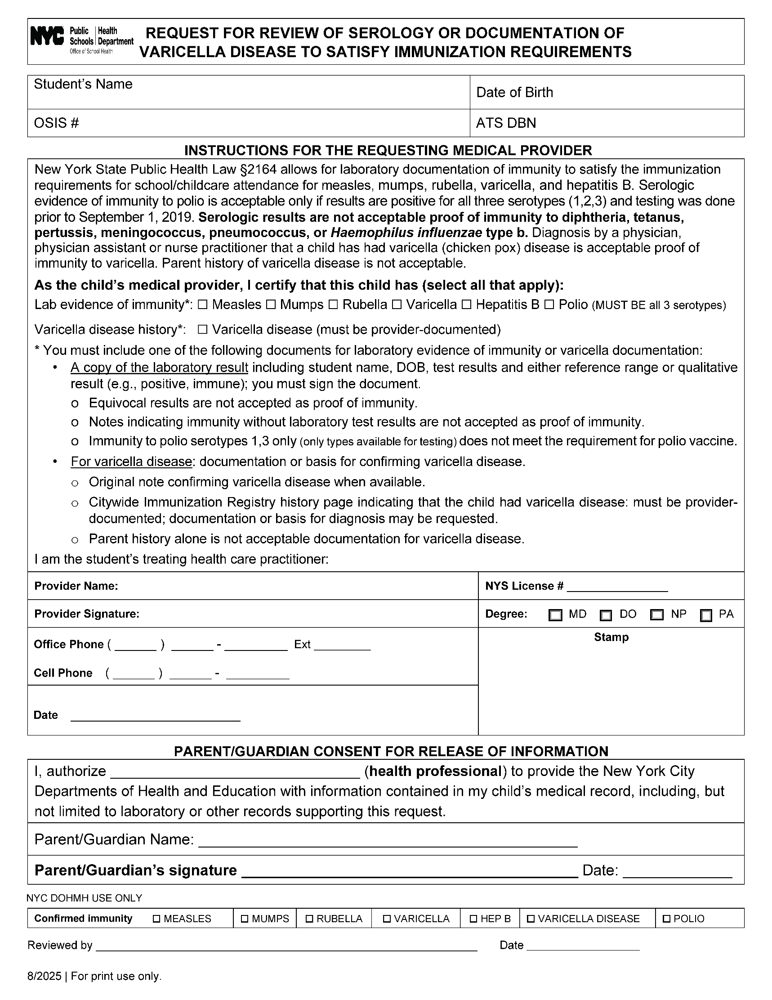 NYC Public Schools | Health Department
Office of School Health
REQUEST FOR REVIEW OF SEROLOGY OR DOCUMENTATION OF
VARICELLA DISEASE TO SATISFY IMMUNIZATION REQUIREMENTS
Student’s Name
Date of Birth
OSIS #
ATS DBN
INSTRUCTIONS FOR THE REQUESTING MEDICAL PROVIDER
New York State Public Health Law §2164 allows for laboratory documentation of immunity to satisfy the immunization
requirements for school/childcare attendance for measles, mumps, rubella, varicella, and hepatitis B. Serologic
evidence of immunity to polio is acceptable only if results are positive for all three serotypes (1,2,3) and testing was done
prior to September 1, 2019. Serologic results are not acceptable proof of immunity to diphtheria, tetanus,
pertussis, meningococcus, pneumococcus, or Haemophilus influenzae type b. Diagnosis by a physician,
physician assistant or nurse practitioner that a child has had varicella (chicken pox) disease is acceptable proof of
immunity to varicella. Parent history of varicella disease is not acceptable.
As the child’s medical provider, I certify that this child has (select all that apply):
Lab evidence of immunity*: ☐ Measles ☐ Mumps ☐ Rubella ☐ Varicella ☐ Hepatitis B ☐ Polio (MUST BE all 3 serotypes)
Varicella disease history*: ☐ Varicella disease (must be provider-documented)
* You must include one of the following documents for laboratory evidence of immunity or varicella documentation:
• A copy of the laboratory result including student name, DOB, test results and either reference range or qualitative
result (e.g., positive, immune); you must sign the document.
o Equivocal results are not accepted as proof of immunity.
o Notes indicating immunity without laboratory test results are not accepted as proof of immunity.
o Immunity to polio serotypes 1,3 only (only types available for testing) does not meet the requirement for polio vaccine.
• For varicella disease: documentation or basis for confirming varicella disease.
o Original note confirming varicella disease when available.
o Citywide Immunization Registry history page indicating that the child had varicella disease: must be provider-
documented; documentation or basis for diagnosis may be requested.
o Parent history alone is not acceptable documentation for varicella disease.
I am the student’s treating health care practitioner:
Provider Name:
NYS License # ________________
Provider Signature:
Degree: ☐ MD ☐ DO ☐ NP ☐ PA
Office Phone ( ______ ) ______ - _________ Ext ________
Stamp
Cell Phone ( ______ ) ______ - _________
Date ________________________
PARENT/GUARDIAN CONSENT FOR RELEASE OF INFORMATION
I, authorize ______________________________ (health professional) to provide the New York City
Departments of Health and Education with information contained in my child’s medical record, including, but
not limited to laboratory or other records supporting this request.
Parent/Guardian Name: ______________________________________________
Parent/Guardian’s signature ________________________________________ Date: _____________
NYC DOHMH USE ONLY
Confirmed immunity ☐ MEASLES ☐ MUMPS ☐ RUBELLA ☐ VARICELLA ☐ HEP B ☐ VARICELLA DISEASE ☐ POLIO
Reviewed by ______________________________________________ Date ________________
8/2025 | For print use only.